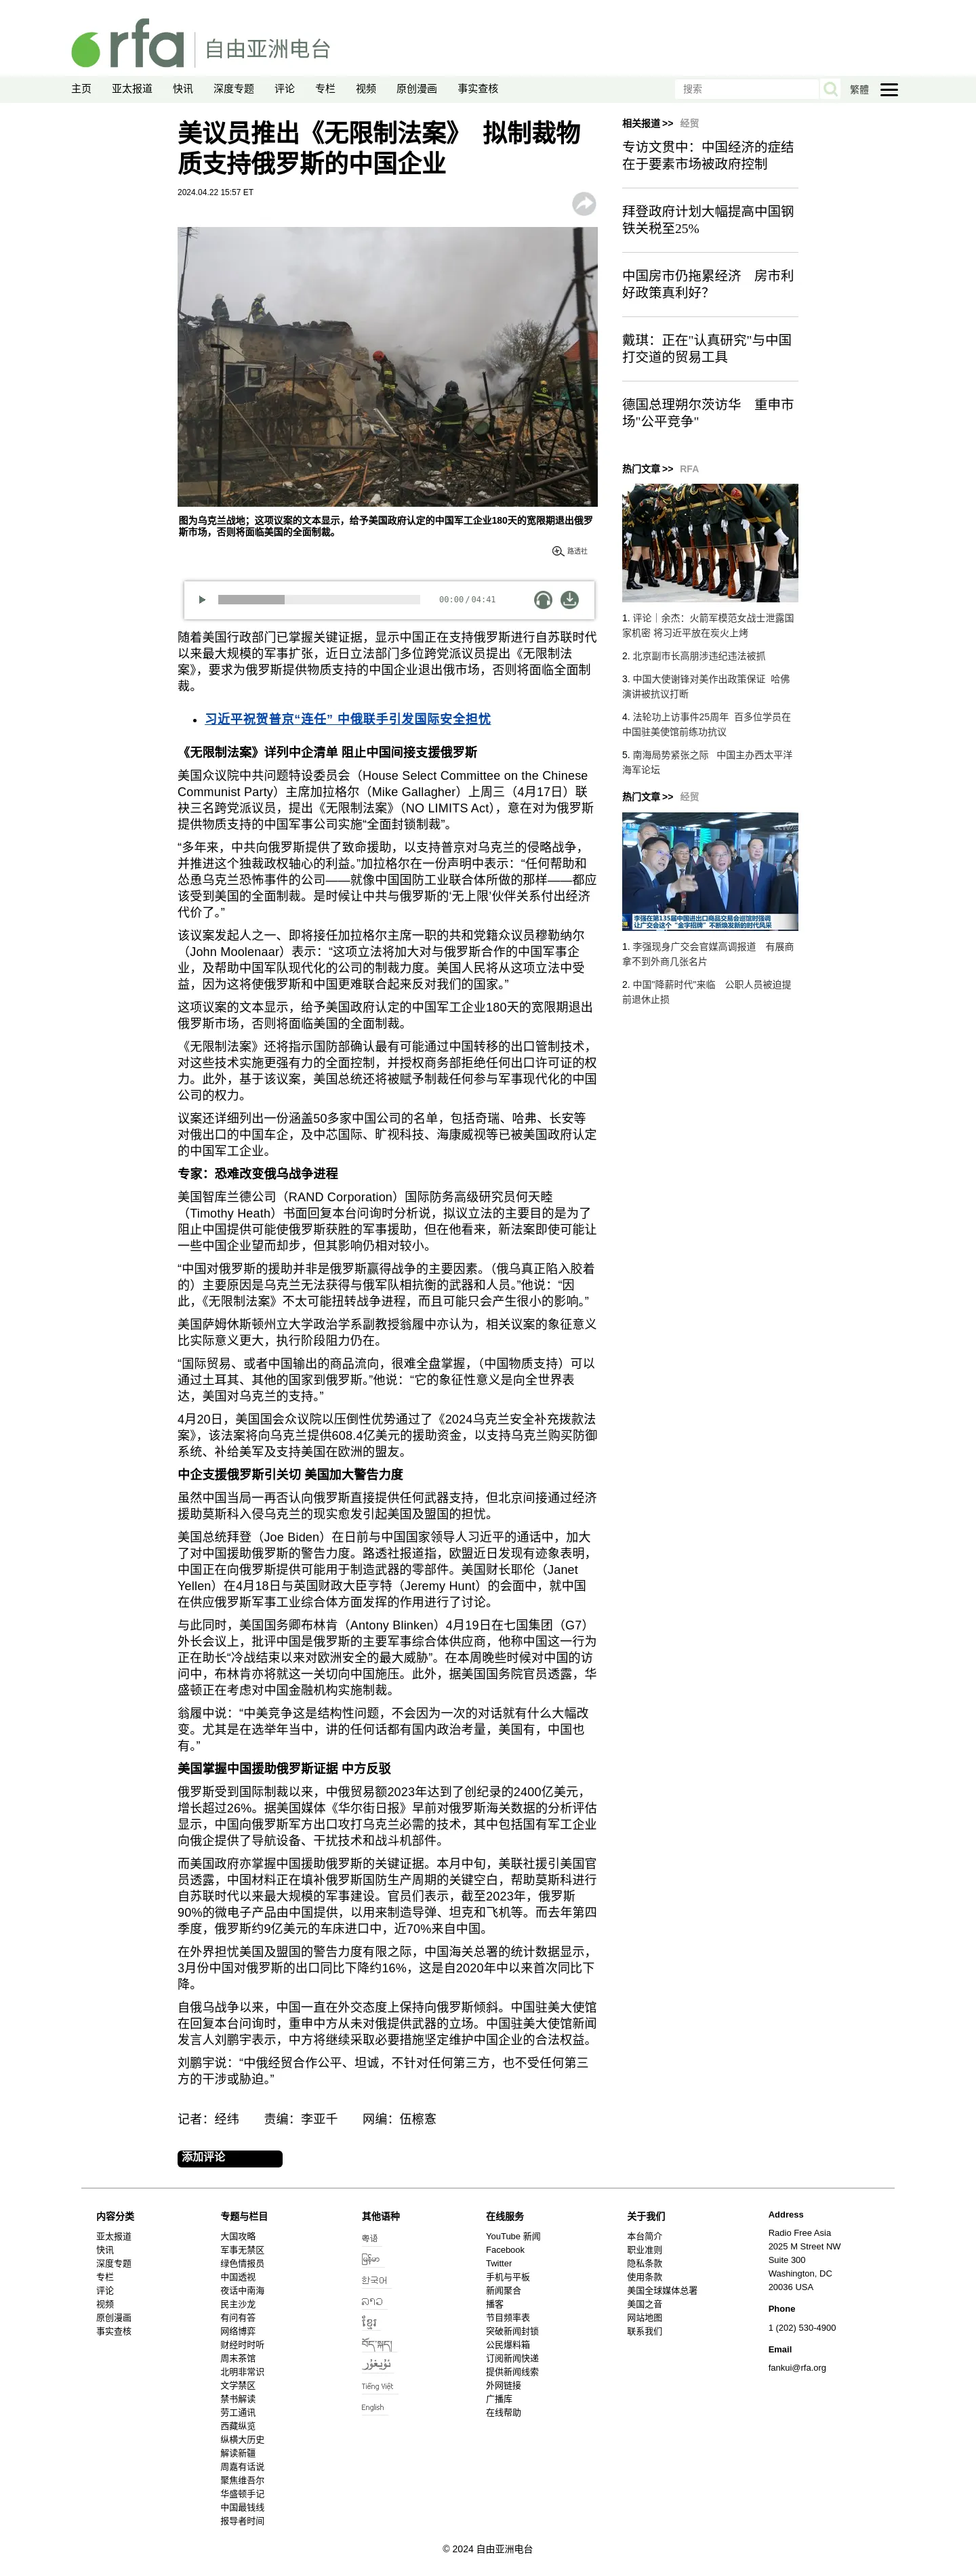 rfa 自由亚洲电台
主页 亚太报道 快讯 深度专题 评论 专栏 视频 原创漫画 事实查核
搜索 繁體
美议员推出《无限制法案》 拟制裁物
质支持俄罗斯的中国企业
2024.04.22 15:57 ET
图为乌克兰战地；这项议案的文本显示，给予美国政府认定的中国军工企业180天的宽限期退出俄罗
斯市场，否则将面临美国的全面制裁。
路透社
00:00 / 04:41
随着美国行政部门已掌握关键证据，显示中国正在支持俄罗斯进行自苏联时代
以来最大规模的军事扩张，近日立法部门多位跨党派议员提出《无限制法
案》，要求为俄罗斯提供物质支持的中国企业退出俄市场，否则将面临全面制
裁。
• 习近平祝贺普京“连任” 中俄联手引发国际安全担忧
《无限制法案》详列中企清单 阻止中国间接支援俄罗斯
美国众议院中共问题特设委员会（House Select Committee on the Chinese
Communist Party）主席加拉格尔（Mike Gallagher）上周三（4月17日）联
袂三名跨党派议员，提出《无限制法案》（NO LIMITS Act），意在对为俄罗斯
提供物质支持的中国军事公司实施“全面封锁制裁”。
“多年来，中共向俄罗斯提供了致命援助，以支持普京对乌克兰的侵略战争，
并推进这个独裁政权轴心的利益。”加拉格尔在一份声明中表示：“任何帮助和
怂恿乌克兰恐怖事件的公司——就像中国国防工业联合体所做的那样——都应
该受到美国的全面制裁。是时候让中共与俄罗斯的‘无上限’伙伴关系付出经济
代价了。”
该议案发起人之一、即将接任加拉格尔主席一职的共和党籍众议员穆勒纳尔
（John Moolenaar）表示：“这项立法将加大对与俄罗斯合作的中国军事企
业，及帮助中国军队现代化的公司的制裁力度。美国人民将从这项立法中受
益，因为这将使俄罗斯和中国更难联合起来反对我们的国家。”
这项议案的文本显示，给予美国政府认定的中国军工企业180天的宽限期退出
俄罗斯市场，否则将面临美国的全面制裁。
《无限制法案》还将指示国防部确认最有可能通过中国转移的出口管制技术，
对这些技术实施更强有力的全面控制，并授权商务部拒绝任何出口许可证的权
力。此外，基于该议案，美国总统还将被赋予制裁任何参与军事现代化的中国
公司的权力。
议案还详细列出一份涵盖50多家中国公司的名单，包括奇瑞、哈弗、长安等
对俄出口的中国车企，及中芯国际、旷视科技、海康威视等已被美国政府认定
的中国军工企业。
专家：恐难改变俄乌战争进程
美国智库兰德公司（RAND Corporation）国际防务高级研究员何天睦
（Timothy Heath）书面回复本台问询时分析说，拟议立法的主要目的是为了
阻止中国提供可能使俄罗斯获胜的军事援助，但在他看来，新法案即使可能让
一些中国企业望而却步，但其影响仍相对较小。
“中国对俄罗斯的援助并非是俄罗斯赢得战争的主要因素。（俄乌真正陷入胶着
的）主要原因是乌克兰无法获得与俄军队相抗衡的武器和人员。”他说：“因
此，《无限制法案》不太可能扭转战争进程，而且可能只会产生很小的影响。”
美国萨姆休斯顿州立大学政治学系副教授翁履中亦认为，相关议案的象征意义
比实际意义更大，执行阶段阻力仍在。
“国际贸易、或者中国输出的商品流向，很难全盘掌握，（中国物质支持）可以
通过土耳其、其他的国家到俄罗斯。”他说：“它的象征性意义是向全世界表
达，美国对乌克兰的支持。”
4月20日，美国国会众议院以压倒性优势通过了《2024乌克兰安全补充拨款法
案》，该法案将向乌克兰提供608.4亿美元的援助资金，以支持乌克兰购买防御
系统、补给美军及支持美国在欧洲的盟友。
中企支援俄罗斯引关切 美国加大警告力度
虽然中国当局一再否认向俄罗斯直接提供任何武器支持，但北京间接通过经济
援助莫斯科入侵乌克兰的现实愈发引起美国及盟国的担忧。
美国总统拜登（Joe Biden）在日前与中国国家领导人习近平的通话中，加大
了对中国援助俄罗斯的警告力度。路透社报道指，欧盟近日发现有迹象表明，
中国正在向俄罗斯提供可能用于制造武器的零部件。美国财长耶伦（Janet
Yellen）在4月18日与英国财政大臣亨特（Jeremy Hunt）的会面中，就中国
在供应俄罗斯军事工业综合体方面发挥的作用进行了讨论。
与此同时，美国国务卿布林肯（Antony Blinken）4月19日在七国集团（G7）
外长会议上，批评中国是俄罗斯的主要军事综合体供应商，他称中国这一行为
正在助长“冷战结束以来对欧洲安全的最大威胁”。在本周晚些时候对中国的访
问中，布林肯亦将就这一关切向中国施压。此外，据美国国务院官员透露，华
盛顿正在考虑对中国金融机构实施制裁。
翁履中说：“中美竞争这是结构性问题，不会因为一次的对话就有什么大幅改
变。尤其是在选举年当中，讲的任何话都有国内政治考量，美国有，中国也
有。”
美国掌握中国援助俄罗斯证据 中方反驳
俄罗斯受到国际制裁以来，中俄贸易额2023年达到了创纪录的2400亿美元，
增长超过26%。据美国媒体《华尔街日报》早前对俄罗斯海关数据的分析评估
显示，中国向俄罗斯军方出口攻打乌克兰必需的技术，其中包括国有军工企业
向俄企提供了导航设备、干扰技术和战斗机部件。
而美国政府亦掌握中国援助俄罗斯的关键证据。本月中旬，美联社援引美国官
员透露，中国材料正在填补俄罗斯国防生产周期的关键空白，帮助莫斯科进行
自苏联时代以来最大规模的军事建设。官员们表示，截至2023年，俄罗斯
90%的微电子产品由中国提供，以用来制造导弹、坦克和飞机等。而去年第四
季度，俄罗斯约9亿美元的车床进口中，近70%来自中国。
在外界担忧美国及盟国的警告力度有限之际，中国海关总署的统计数据显示，
3月份中国对俄罗斯的出口同比下降约16%，这是自2020年中以来首次同比下
降。
自俄乌战争以来，中国一直在外交态度上保持向俄罗斯倾斜。中国驻美大使馆
在回复本台问询时，重申中方从未对俄提供武器的立场。中国驻美大使馆新闻
发言人刘鹏宇表示，中方将继续采取必要措施坚定维护中国企业的合法权益。
刘鹏宇说：“中俄经贸合作公平、坦诚，不针对任何第三方，也不受任何第三
方的干涉或胁迫。”
记者：经纬 责编：李亚千 网编：伍檫愙
添加评论
相关报道 >> 经贸
专访文贯中：中国经济的症结
在于要素市场被政府控制
拜登政府计划大幅提高中国钢
铁关税至25%
中国房市仍拖累经济 房市利
好政策真利好？
戴琪：正在"认真研究"与中国
打交道的贸易工具
德国总理朔尔茨访华 重申市
场"公平竞争"
热门文章 >> RFA
1. 评论｜余杰：火箭军模范女战士泄露国
家机密 将习近平放在炭火上烤
2. 北京副市长高朋涉违纪违法被抓
3. 中国大使谢锋对美作出政策保证 哈佛
演讲被抗议打断
4. 法轮功上访事件25周年 百多位学员在
中国驻美使馆前练功抗议
5. 南海局势紧张之际 中国主办西太平洋
海军论坛
热门文章 >> 经贸
李强在第135届中国进出口商品交易会巡馆时强调
让广交会这个“金字招牌”不断焕发新的时代风采
1. 李强现身广交会官媒高调报道 有展商
拿不到外商几张名片
2. 中国"降薪时代"来临 公职人员被迫提
前退休止损
内容分类
亚太报道
快讯
深度专题
专栏
评论
视频
原创漫画
事实查核
专题与栏目
大国攻略
军事无禁区
绿色情报员
中国透视
夜话中南海
民主沙龙
有问有答
网络博弈
财经时时听
周末茶馆
北明非常识
文学禁区
禁书解读
劳工通讯
西藏纵览
纵横大历史
解读新疆
周嘉有话说
聚焦维吾尔
华盛顿手记
中国最钱线
报导者时间
其他语种
粵语
မြန်မာ
한국어
ລາວ
ខ្មែរ
བོད་སྐད།
ئۇيغۇر
Tiếng Việt
English
在线服务
YouTube 新闻
Facebook
Twitter
手机与平板
新闻聚合
播客
节目频率表
突破新闻封锁
公民爆料箱
订阅新闻快递
提供新闻线索
外网链接
广播库
在线帮助
关于我们
本台简介
职业准则
隐私条款
使用条款
美国全球媒体总署
美国之音
网站地图
联系我们
Address
Radio Free Asia
2025 M Street NW
Suite 300
Washington, DC
20036 USA
Phone
1 (202) 530-4900
Email
fankui@rfa.org
© 2024 自由亚洲电台